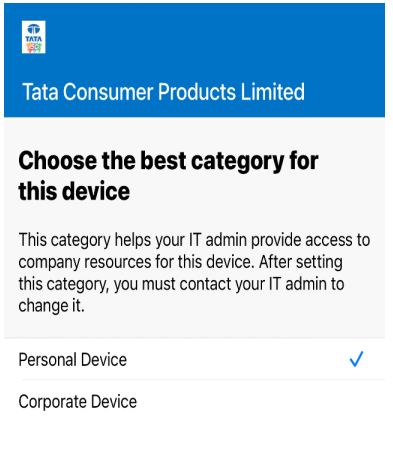 TATA
Tata Consumer Products Limited
Choose the best category for
this device
This category helps your IT admin provide access to
company resources for this device. After setting
this category, you must contact your IT admin to
change it.
Personal Device
Corporate Device